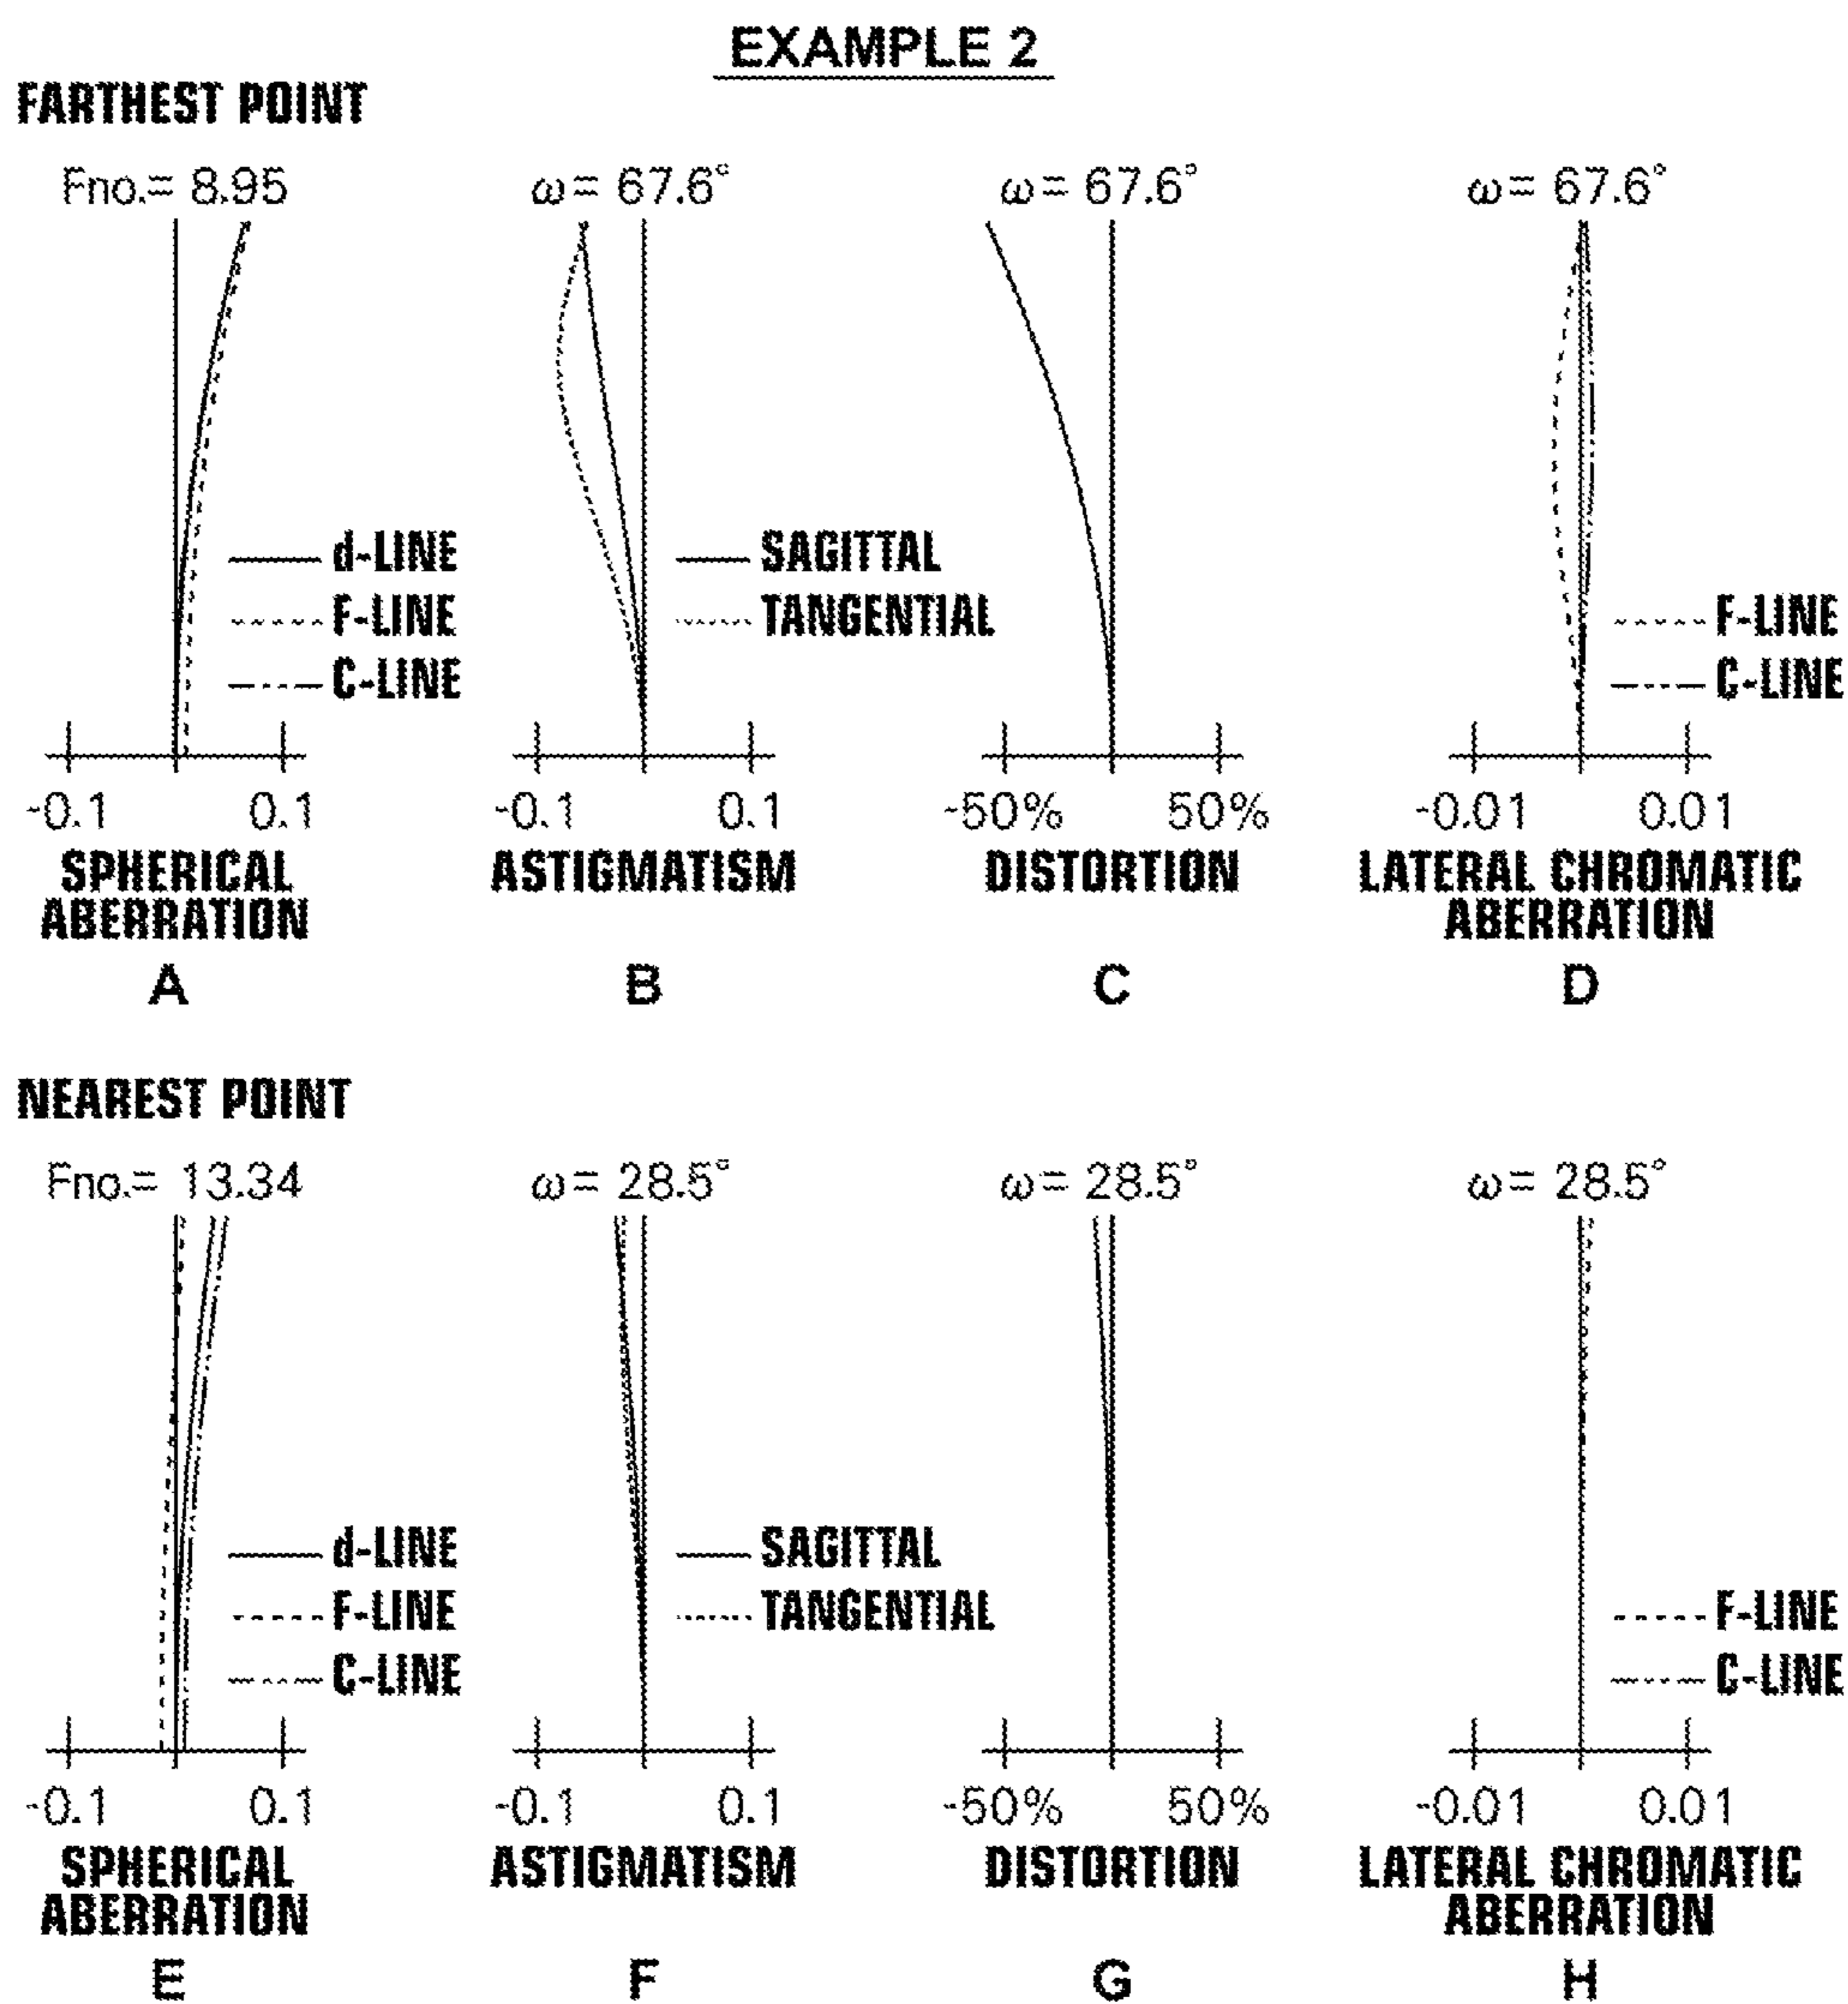 EXAMPLE 2
FARTHEST POINT
Fno.= 8.95
ω= 67.6°
ω= 67.6°
ω= 67.6°
d-LINE
F-LINE
C-LINE
SAGITTAL
TANGENTIAL
F-LINE
C-LINE
-0.1 0.1
-0.1 0.1
-50% 50%
-0.01 0.01
SPHERICAL
ABERRATION
ASTIGMATISM
DISTORTION
LATERAL CHROMATIC
ABERRATION
A
B
C
D
NEAREST POINT
Fno.= 13.34
ω= 28.5°
ω= 28.5°
ω= 28.5°
d-LINE
F-LINE
C-LINE
SAGITTAL
TANGENTIAL
F-LINE
C-LINE
-0.1 0.1
-0.1 0.1
-50% 50%
-0.01 0.01
SPHERICAL
ABERRATION
ASTIGMATISM
DISTORTION
LATERAL CHROMATIC
ABERRATION
E
F
G
H